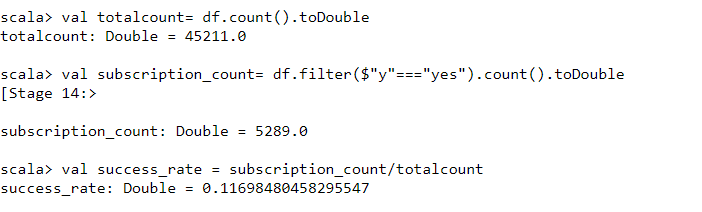 scala> val totalcount= df.count().toDouble
totalcount: Double = 45211.0
scala> val subscription_count= df.filter($"y"==="yes").count().toDouble
[Stage 14:>
subscription_count: Double = 5289.0
scala> val success_rate = subscription_count/totalcount
success_rate: Double = 0.11698480458295547